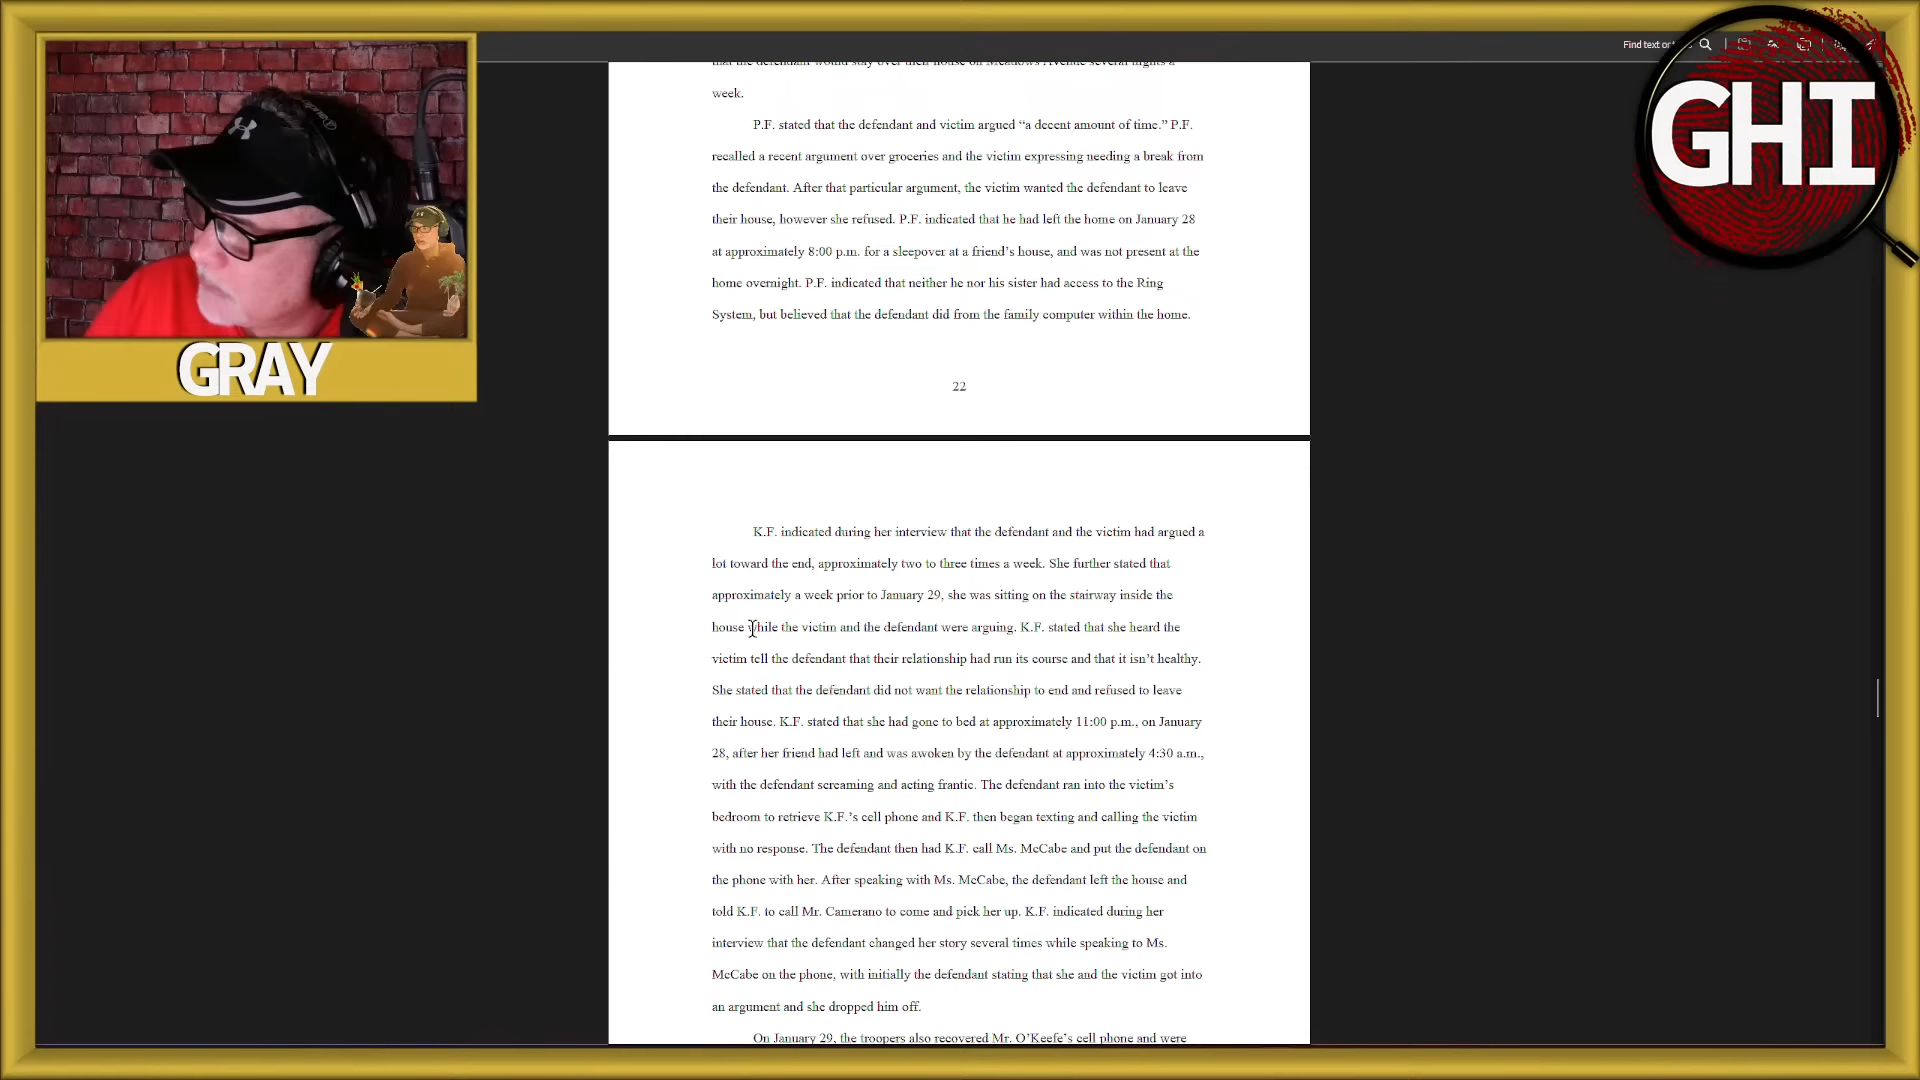 Find text or
GHI
GRAY
that the defendant would stay over their house on Meadows Avenue several nights a
week.
P.F. stated that the defendant and victim argued “a decent amount of time.” P.F.
recalled a recent argument over groceries and the victim expressing needing a break from
the defendant. After that particular argument, the victim wanted the defendant to leave
their house, however she refused. P.F. indicated that he had left the home on January 28
at approximately 8:00 p.m. for a sleepover at a friend’s house, and was not present at the
home overnight. P.F. indicated that neither he nor his sister had access to the Ring
System, but believed that the defendant did from the family computer within the home.
22
K.F. indicated during her interview that the defendant and the victim had argued a
lot toward the end, approximately two to three times a week. She further stated that
approximately a week prior to January 29, she was sitting on the stairway inside the
house while the victim and the defendant were arguing. K.F. stated that she heard the
victim tell the defendant that their relationship had run its course and that it isn’t healthy.
She stated that the defendant did not want the relationship to end and refused to leave
their house. K.F. stated that she had gone to bed at approximately 11:00 p.m., on January
28, after her friend had left and was awoken by the defendant at approximately 4:30 a.m.,
with the defendant screaming and acting frantic. The defendant ran into the victim’s
bedroom to retrieve K.F.’s cell phone and K.F. then began texting and calling the victim
with no response. The defendant then had K.F. call Ms. McCabe and put the defendant on
the phone with her. After speaking with Ms. McCabe, the defendant left the house and
told K.F. to call Mr. Camerano to come and pick her up. K.F. indicated during her
interview that the defendant changed her story several times while speaking to Ms.
McCabe on the phone, with initially the defendant stating that she and the victim got into
an argument and she dropped him off.
On January 29, the troopers also recovered Mr. O’Keefe’s cell phone and were